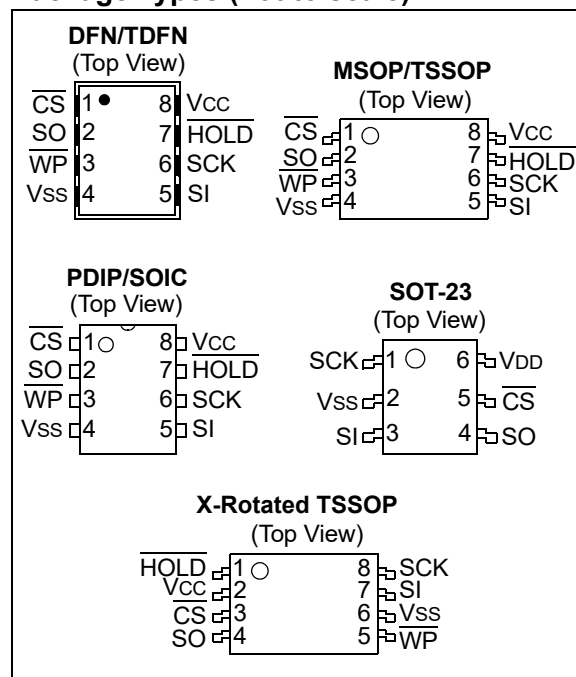 DFN/TDFN
(Top View)
CS 1 8 VCC
SO 2 7 HOLD
WP 3 6 SCK
VSS 4 5 SI
MSOP/TSSOP
(Top View)
CS 1 8 VCC
SO 2 7 HOLD
WP 3 6 SCK
VSS 4 5 SI
PDIP/SOIC
(Top View)
CS 1 8 VCC
SO 2 7 HOLD
WP 3 6 SCK
VSS 4 5 SI
SOT-23
(Top View)
SCK 1 6 VDD
VSS 2 5 CS
SI 3 4 SO
X-Rotated TSSOP
(Top View)
HOLD 1 8 SCK
VCC 2 7 SI
CS 3 6 VSS
SO 4 5 WP